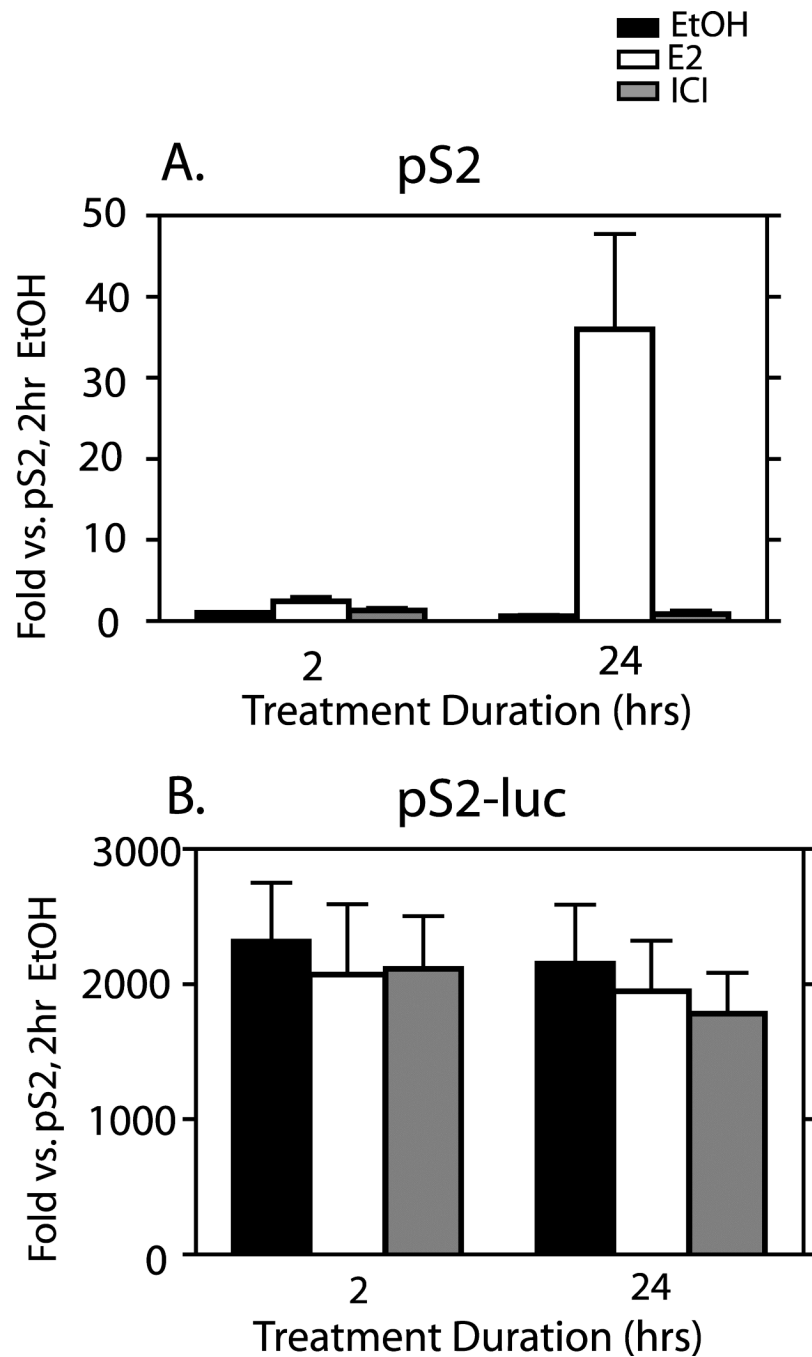 EtOH
E2
ICI
A.
pS2
50
40
30
20
10
0
Fold vs. pS2, 2hr EtOH
2
24
Treatment Duration (hrs)
B.
pS2-luc
3000
2000
1000
0
Fold vs. pS2, 2hr EtOH
2
24
Treatment Duration (hrs)